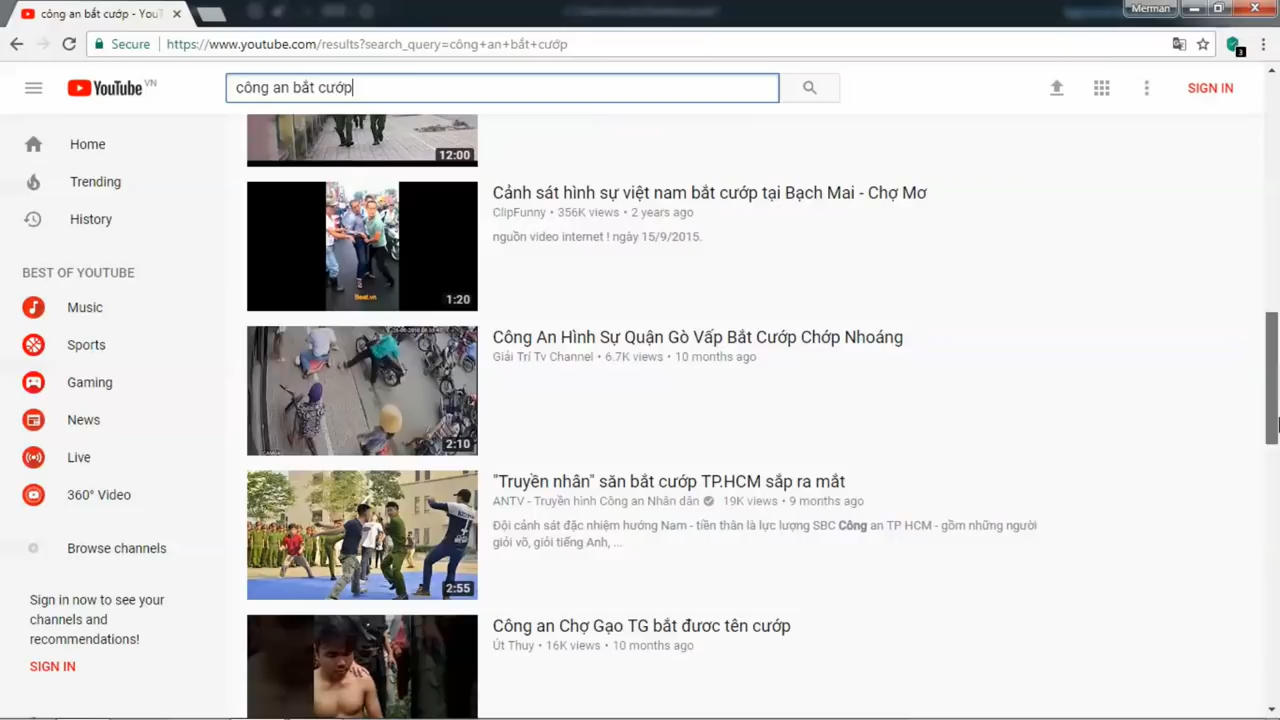 công an bắt cướp - YouT
Merman
Secure https://www.youtube.com/results?search_query=công+an+bắt+cướp
3
YouTube VN
công an bắt cướp
SIGN IN
Home
Trending
History
BEST OF YOUTUBE
Music
Sports
Gaming
News
Live
360° Video
Browse channels
Sign in now to see your
channels and
recommendations!
SIGN IN
12:00
Cảnh sát hình sự việt nam bắt cướp tại Bạch Mai - Chợ Mơ
ClipFunny • 356K views • 2 years ago
nguồn video internet ! ngày 15/9/2015.
Beat.vn
1:20
Công An Hình Sự Quận Gò Vấp Bắt Cướp Chớp Nhoáng
Giải Trí Tv Channel • 6.7K views • 10 months ago
2:10
"Truyền nhân" săn bắt cướp TP.HCM sắp ra mắt
ANTV - Truyền hình Công an Nhân dân 19K views • 9 months ago
Đội cảnh sát đặc nhiệm hướng Nam - tiền thân là lực lượng SBC Công an TP HCM - gồm những người
giỏi võ, giỏi tiếng Anh, ...
2:55
Công an Chợ Gạo TG bắt đươc tên cướp
Út Thuy • 16K views • 10 months ago